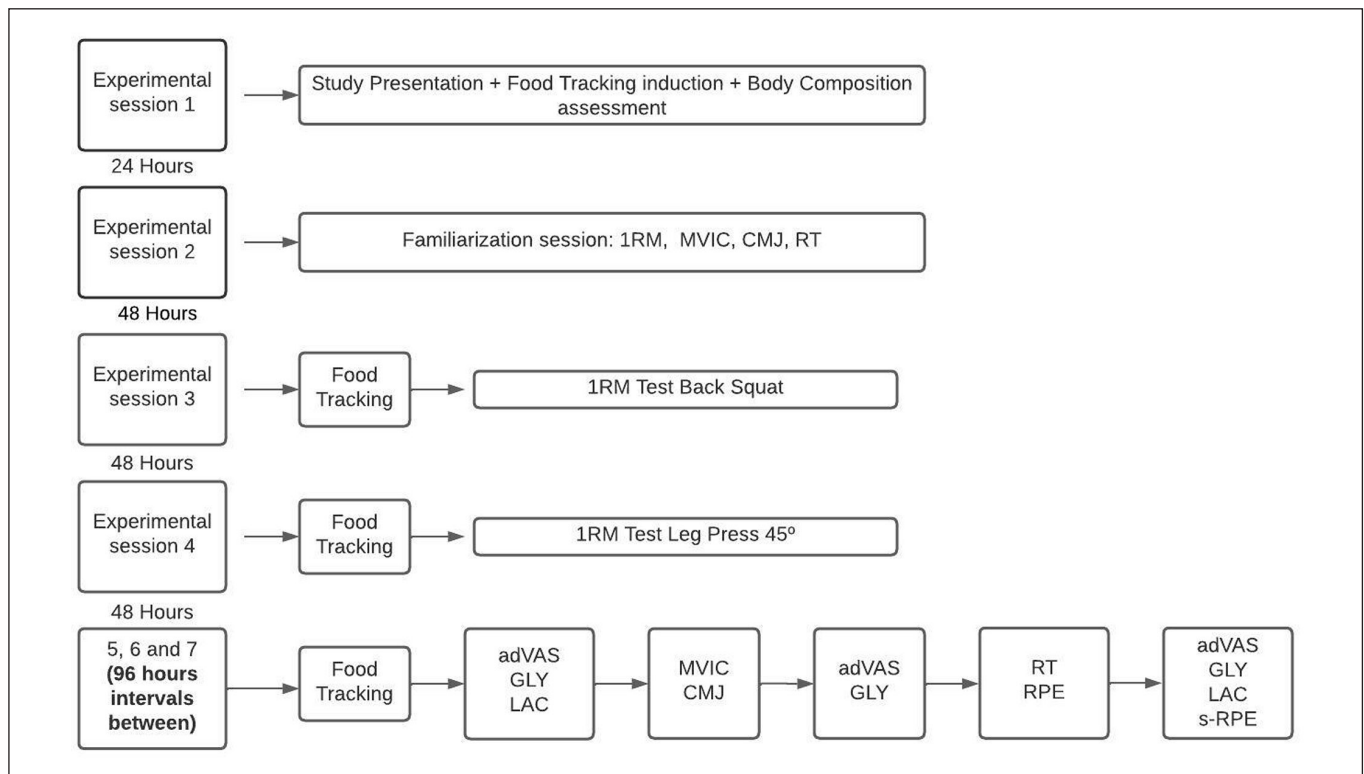 Experimental
session 1
Study Presentation + Food Tracking induction + Body Composition
assessment
24 Hours
Experimental
session 2
Familiarization session: 1RM, MVIC, CMJ, RT
48 Hours
Experimental
session 3
Food
Tracking
1RM Test Back Squat
48 Hours
Experimental
session 4
Food
Tracking
1RM Test Leg Press 45º
48 Hours
5, 6 and 7
(96 hours
intervals
between)
Food
Tracking
adVAS
GLY
LAC
MVIC
CMJ
adVAS
GLY
RT
RPE
adVAS
GLY
LAC
s-RPE